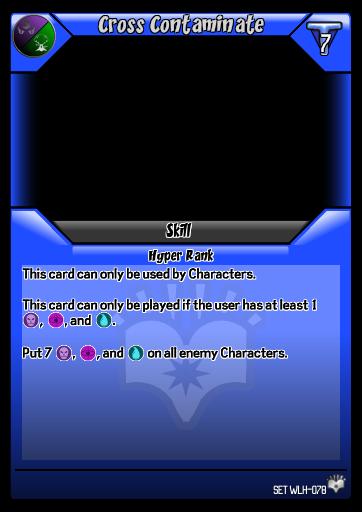 Cross Contaminate
7
Skill
Hyper Rank
This card can only be used by Characters.
This card can only be played if the user has at least 1
, , and .
Put 7 , , and on all enemy Characters.
SET WLH-078